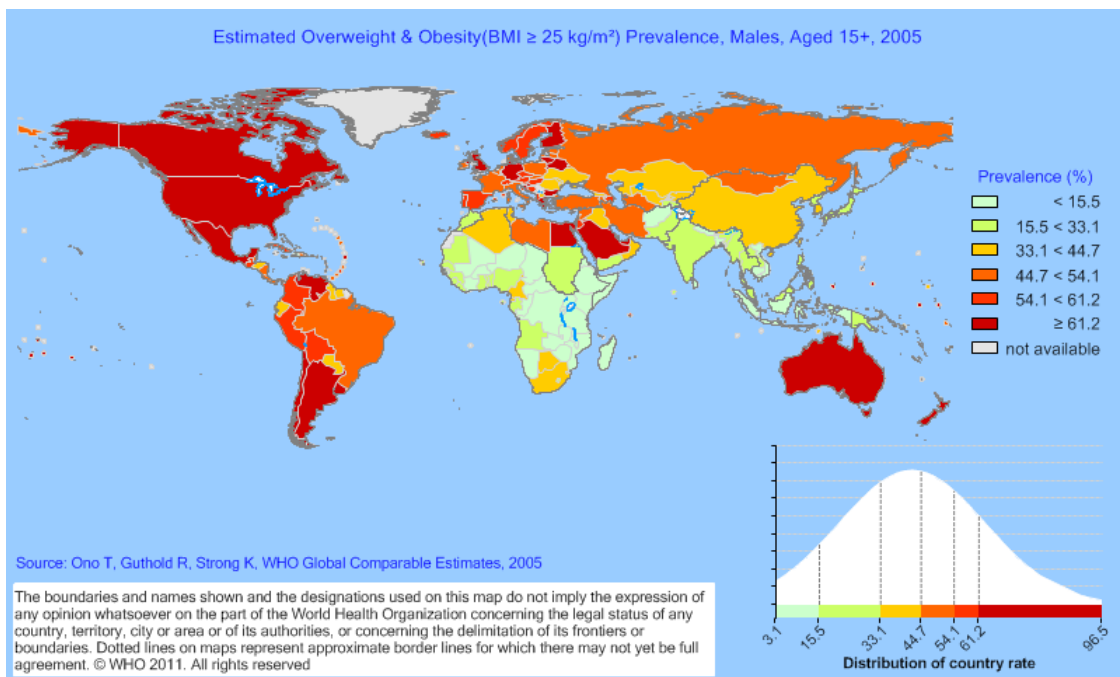 Estimated Overweight & Obesity(BMI ≥ 25 kg/m²) Prevalence, Males, Aged 15+, 2005
Prevalence (%)
< 15.5
15.5 < 33.1
33.1 < 44.7
44.7 < 54.1
54.1 < 61.2
≥ 61.2
not available
3.1
15.5
33.1
44.7
54.1
61.2
96.5
Distribution of country rate
Source: Ono T, Guthold R, Strong K, WHO Global Comparable Estimates, 2005
The boundaries and names shown and the designations used on this map do not imply the expression of
any opinion whatsoever on the part of the World Health Organization concerning the legal status of any
country, territory, city or area or of its authorities, or concerning the delimitation of its frontiers or
boundaries. Dotted lines on maps represent approximate border lines for which there may not yet be full
agreement. © WHO 2011. All rights reserved